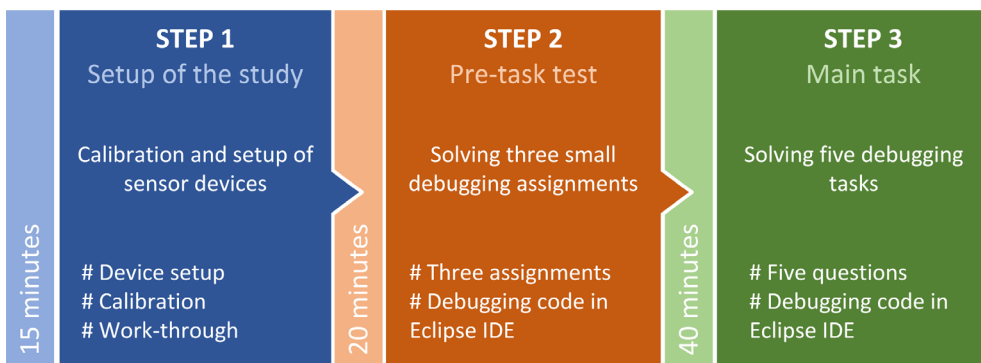 15 minutes
STEP 1
Setup of the study
Calibration and setup of
sensor devices
# Device setup
# Calibration
# Work-through
20 minutes
STEP 2
Pre-task test
Solving three small
debugging assignments
# Three assignments
# Debugging code in
Eclipse IDE
40 minutes
STEP 3
Main task
Solving five debugging
tasks
# Five questions
# Debugging code in
Eclipse IDE